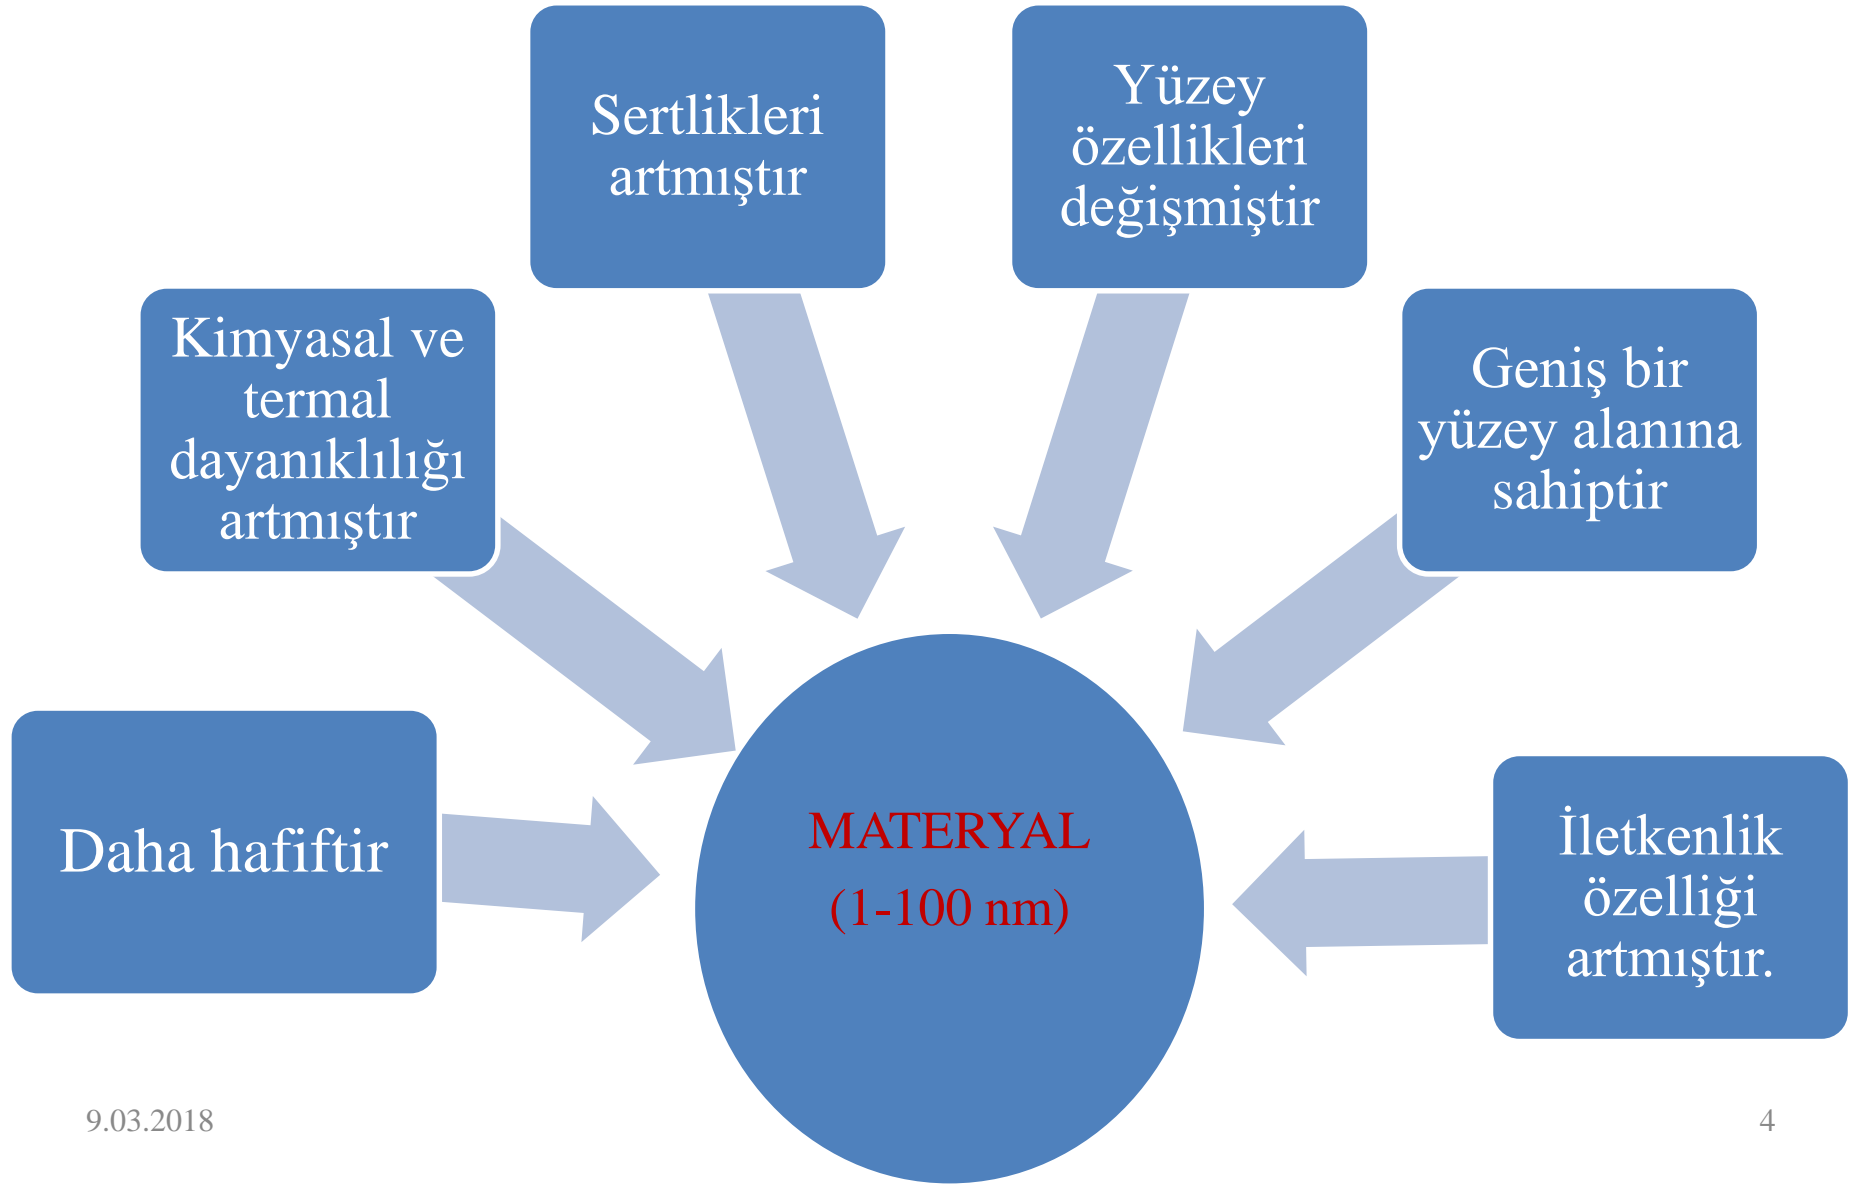 Sertlikleri
artmıştır
Yüzey
özellikleri
değişmiştir
Kimyasal ve
termal
dayanıklılığı
artmıştır
Geniş bir
yüzey alanına
sahiptir
Daha hafiftir
MATERYAL
(1-100 nm)
İletkenlik
özelliği
artmıştır.
9.03.2018
4